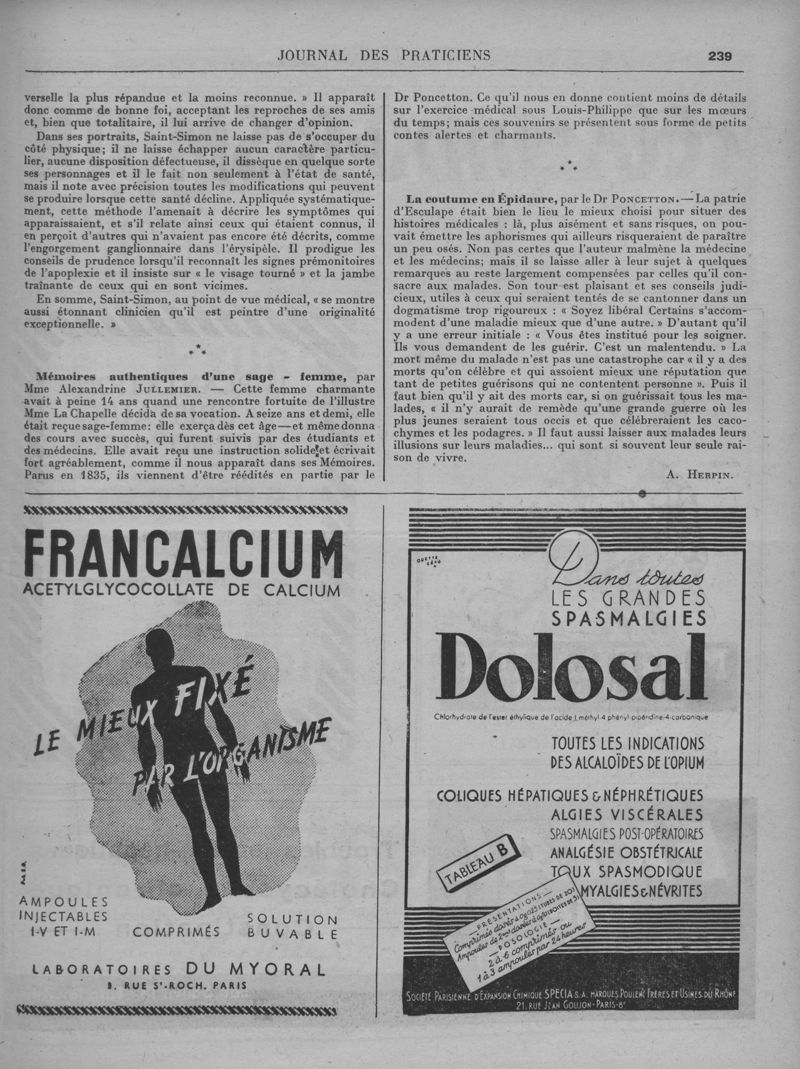 JOURNAL DES PRATICIENS
239
verselle la plus répandue et la moins reconnue. » Il apparaît
donc comme de bonne foi, acceptant les reproches de ses amis
et, bien que totalitaire, il lui arrive de changer d'opinion.
Dans ses portraits, Saint-Simon ne laisse pas de s'occuper du
côté physique; il ne laisse échapper aucun caractère particu-
lier, aucune disposition défectueuse, il dissèque en quelque sorte
ses personnages et il le fait non seulement à l'état de santé,
mais il note avec précision toutes les modifications qui peuvent
se produire lorsque cette santé décline. Appliquée systématique-
ment, cette méthode l'amenait à décrire les symptômes qui
apparaissaient, et s'il relate ainsi ceux qui étaient connus, il
en perçoit d'autres qui n'avaient pas encore été décrits, comme
l'engorgement ganglionnaire dans l'érysipèle. Il prodigue les
conseils de prudence lorsqu'il reconnaît les signes prémonitoires
de l'apoplexie et il insiste sur « le visage tourné » et la jambe
traînante de ceux qui en sont vicimes.
En somme, Saint-Simon, au point de vue médical, « se montre
aussi étonnant clinicien qu'il est peintre d'une originalité
exceptionnelle. »
***
Mémoires authentiques d'une sage-femme, par
Mme Alexandrine JULLEMIER. — Cette femme charmante
avait à peine 14 ans quand une rencontre fortuite de l'illustre
Mme La Chapelle décida de sa vocation. A seize ans et demi, elle
était reçue sage-femme: elle exerça dès cet âge — et même donna
des cours avec succès, qui furent suivis par des étudiants et
des médecins. Elle avait reçu une instruction solide et écrivait
fort agréablement, comme il nous apparaît dans ses Mémoires.
Parus en 1835, ils viennent d'être réédités en partie par le
Dr Poncetton. Ce qu'il nous en donne contient moins de détails
sur l'exercice médical sous Louis-Philippe que sur les mœurs
du temps; mais ces souvenirs se présentent sous forme de petits
contes alertes et charmants.
***
La coutume en Épidaure, par le Dr PONCETTON. — La patrie
d'Esculape était bien le lieu le mieux choisi pour situer des
histoires médicales : là, plus aisément et sans risques, on pou-
vait émettre les aphorismes qui ailleurs risqueraient de paraître
un peu osés. Non pas certes que l'auteur malmène la médecine
et les médecins; mais il se laisse aller à leur sujet à quelques
remarques au reste largement compensées par celles qu'il con-
sacre aux malades. Son tour est plaisant et ses conseils judi-
cieux, utiles à ceux qui seraient tentés de se cantonner dans un
dogmatisme trop rigoureux : « Soyez libéral Certains s'accom-
modent d'une maladie mieux que d'une autre. » D'autant qu'il
y a une erreur initiale : « Vous êtes institué pour les soigner.
Ils vous demandent de les guérir. C'est un malentendu. » La
mort même du malade n'est pas une catastrophe car « il y a des
morts qu'on célèbre et qui assoient mieux une réputation que
tant de petites guérisons qui ne contentent personne ». Puis il
faut bien qu'il y ait des morts car, si on guérissait tous les ma-
lades, « il n'y aurait de remède qu'une grande guerre où les
plus jeunes seraient tous occis et que célébreraient les caco-
chymes et les podagres. » Il faut aussi laisser aux malades leurs
illusions sur leurs maladies... qui sont si souvent leur seule rai-
son de vivre.
A. HERPIN.
FRANCALCIUM
ACETYLGLYCOCOLLATE DE CALCIUM
LE MIEUX FIXÉ
PAR L'ORGANISME
AMPOULES
INJECTABLES
I-V ET I-M
COMPRIMÉS
SOLUTION
BUVABLE
LABORATOIRES DU MYORAL
3, RUE St-ROCH, PARIS
Dans toutes
LES GRANDES
SPASMALGIES
Dolosal
Chlorhydrate de l'ester éthylique de l'acide 1 méthyl-4 phényl-pipéridine-4-carbonique
TOUTES LES INDICATIONS
DES ALCALOÏDES DE L'OPIUM
COLIQUES HÉPATIQUES & NÉPHRÉTIQUES
ALGIES VISCÉRALES
SPASMALGIES POST-OPÉRATOIRES
ANALGÉSIE OBSTÉTRICALE
TOUX SPASMODIQUE
MYALGIES & NÉVRITES
TABLEAU B
PRÉSENTATIONS
Comprimés dosés à 0gr025 (TUBES DE 20)
Ampoules de 2cm3 dosées à 0gr10
POSOLOGIE
2 à 6 comprimés ou
1 à 3 ampoules par 24 heures
SOCIÉTÉ PARISIENNE D'EXPANSION CHIMIQUE SPECIA S.A. MARQUES POULENC FRÈRES ET USINES DU RHÔNE
21, RUE JEAN GOUJON-PARIS-8e